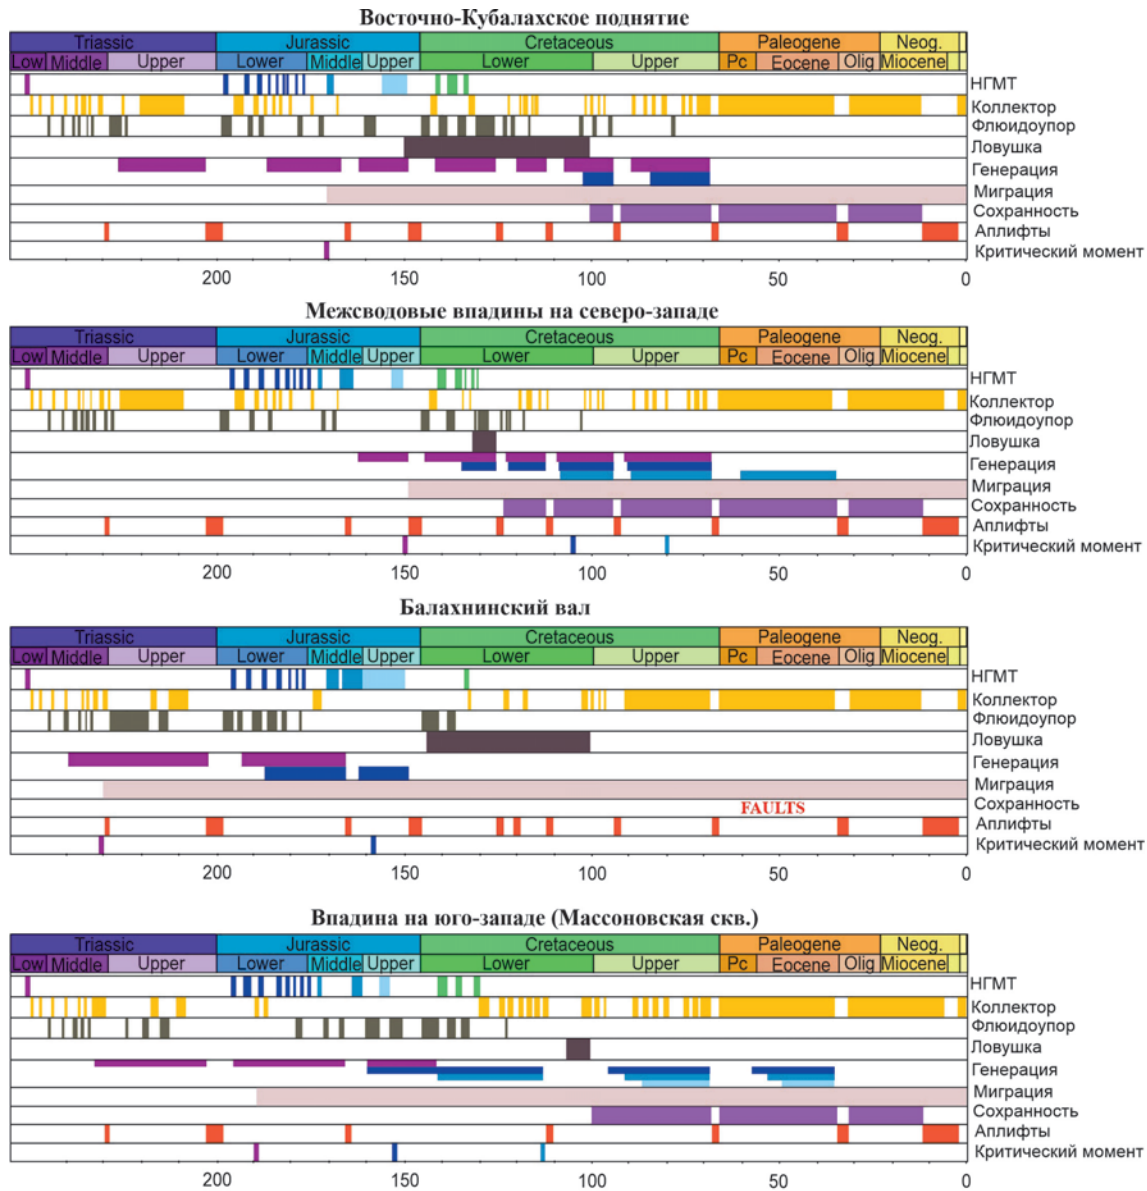 Восточно-Кубалахское поднятие
Triassic Jurassic Cretaceous Paleogene Neog.
Low Middle Upper Lower Middle Upper Lower Upper Pc Eocene Olig Miocene
НГМТ
Коллектор
Флюидоупор
Ловушка
Генерация
Миграция
Сохранность
Аплифты
Критический момент
200 150 100 50 0
Межсводовые впадины на северо-западе
Triassic Jurassic Cretaceous Paleogene Neog.
Low Middle Upper Lower Middle Upper Lower Upper Pc Eocene Olig Miocene
НГМТ
Коллектор
Флюидоупор
Ловушка
Генерация
Миграция
Сохранность
Аплифты
Критический момент
200 150 100 50 0
Балахнинский вал
Triassic Jurassic Cretaceous Paleogene Neog.
Low Middle Upper Lower Middle Upper Lower Upper Pc Eocene Olig Miocene
НГМТ
Коллектор
Флюидоупор
Ловушка
Генерация
Миграция
FAULTS Сохранность
Аплифты
Критический момент
200 150 100 50 0
Впадина на юго-западе (Массоновская скв.)
Triassic Jurassic Cretaceous Paleogene Neog.
Low Middle Upper Lower Middle Upper Lower Upper Pc Eocene Olig Miocene
НГМТ
Коллектор
Флюидоупор
Ловушка
Генерация
Миграция
Сохранность
Аплифты
Критический момент
200 150 100 50 0